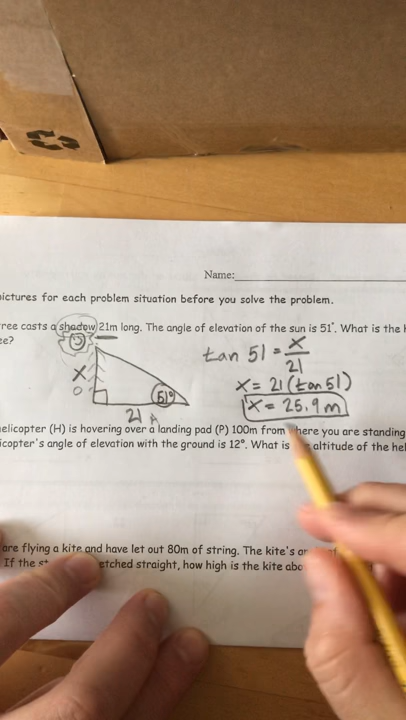 Name:
ictures for each problem situation before you solve the problem.
ree casts a shadow 21m long. The angle of elevation of the sun is 51°. What is the h
ee?
tan 51 = x/21
x = 21(tan 51)
x = 25.9 m
x
O
51°
21
A
elicopter (H) is hovering over a landing pad (P) 100m from where you are standing
icopter's angle of elevation with the ground is 12°. What is altitude of the hel
are flying a kite and have let out 80m of string. The kite's
If the etched straight, how high is the kite abo